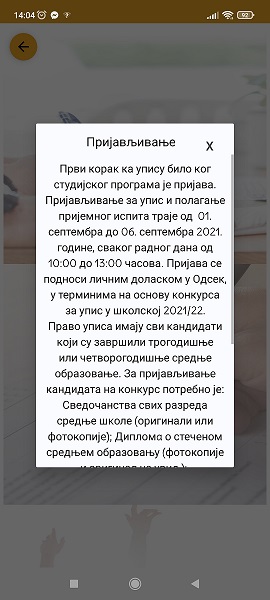 14:04
92
Пријављивање
X
Први корак ка упису било ког
студијског програма је пријава.
Пријављивање за упис и полагање
пријемног испита траје од 01.
септембра до 06. септембра 2021.
године, сваког радног дана од
10:00 до 13:00 часова. Пријава се
подноси личним доласком у Одсек,
у терминима на основу конкурса
за упис у школској 2021/22.
Право уписа имају сви кандидати
који су завршили трогодишње
или четворогодишње средње
образовање. За пријављивање
кандидата на конкурс потребно је:
Сведочанства свих разреда
средње школе (оригинали или
фотокопије); Диплома о стеченом
средњем образовању (фотокопије
и оригинал на увид);